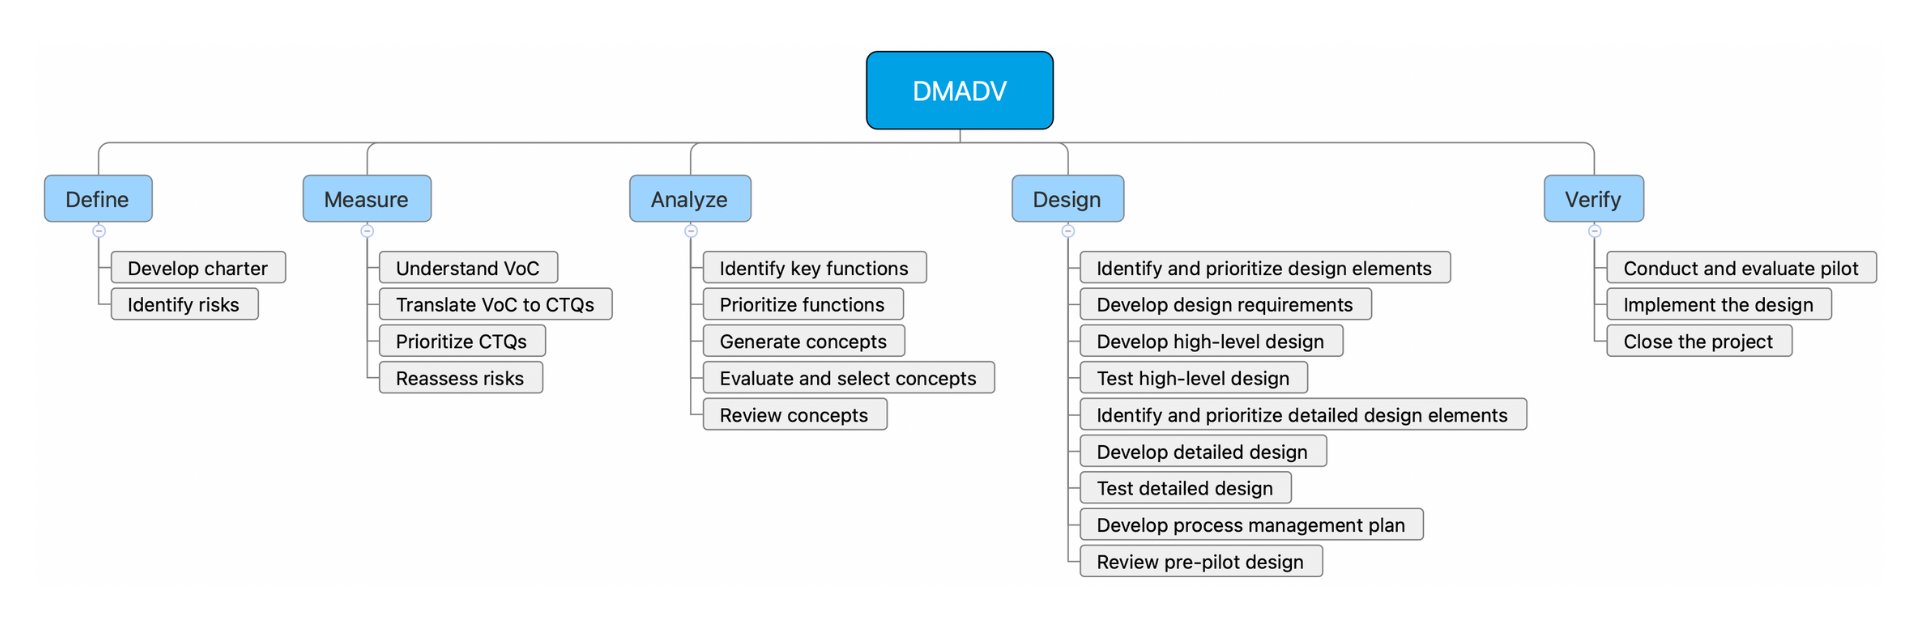 DMADV
Define
Develop charter
Identify risks
Measure
Understand VoC
Translate VoC to CTQs
Prioritize CTQs
Reassess risks
Analyze
Identify key functions
Prioritize functions
Generate concepts
Evaluate and select concepts
Review concepts
Design
Identify and prioritize design elements
Develop design requirements
Develop high-level design
Test high-level design
Identify and prioritize detailed design elements
Develop detailed design
Test detailed design
Develop process management plan
Review pre-pilot design
Verify
Conduct and evaluate pilot
Implement the design
Close the project